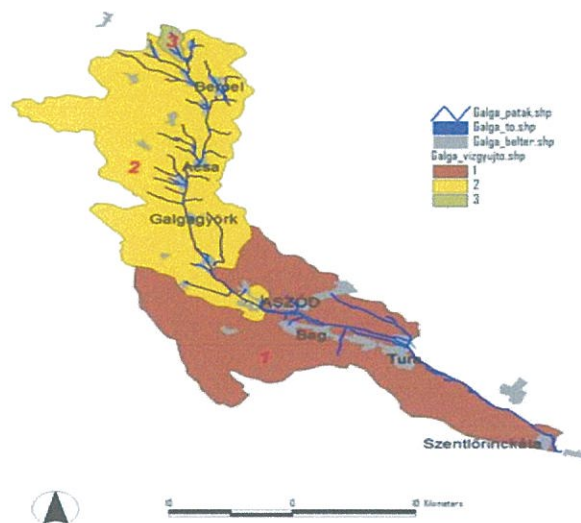 3
Bercel
Galga_patak.shp
Galga_to.shp
Galga_belter.shp
Galga_vizgyujto.shp
1
2
3
2
Acsa
Galgagyörk
ASZÓD
Bag
1
Tura
Szentlőrinckáta
10 0 10 Kilometers